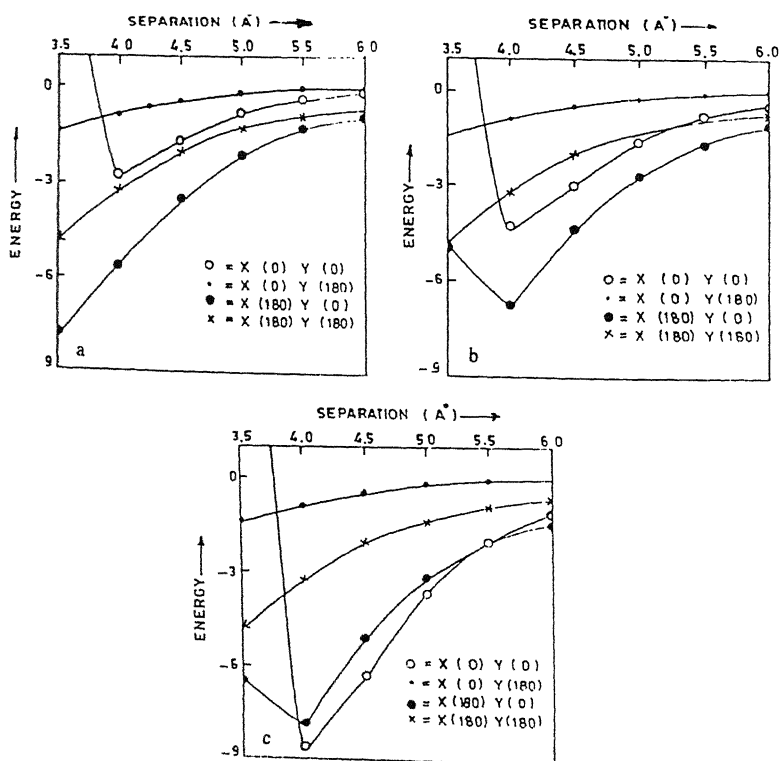 SEPARATION (A°)
3.5 4.0 4.5 5.0 5.5 6.0
0
-3
-6
9
ENERGY
O = X (0) Y (0)
• = X (0) Y (180)
● = X (180) Y (0)
× = X (180) Y (180)
a
SEPARATION (A°)
3.5 4.0 4.5 5.0 5.5 6.0
0
-3
-6
-9
ENERGY
O = X (0) Y (0)
• = X (0) Y (180)
● = X (180) Y (0)
× = X (180) Y (180)
b
SEPARATION (A°)
3.5 4.0 4.5 5.0 5.5 6.0
0
-3
-6
-9
ENERGY
O = X (0) Y (0)
• = X (0) Y (180)
● = X (180) Y (0)
× = X (180) Y (180)
c